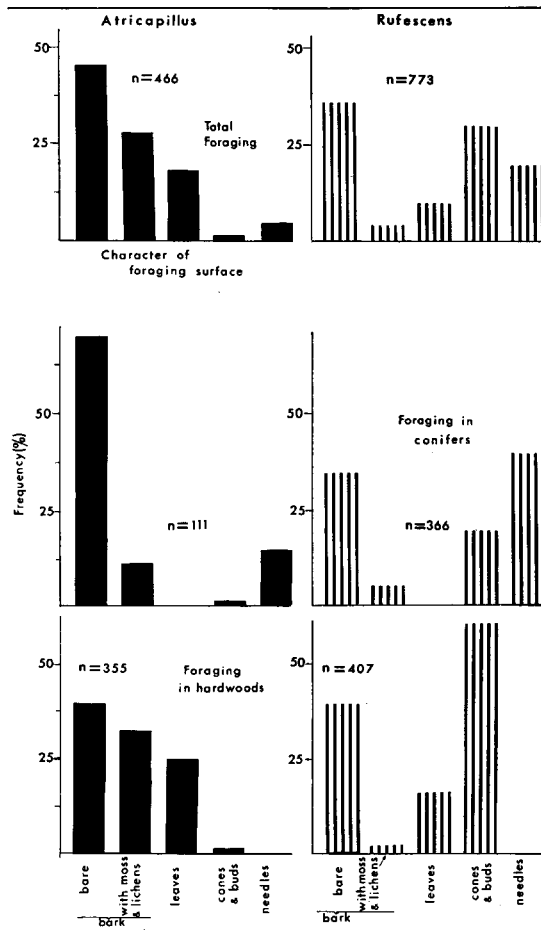 Atricapillus
Rufescens
50
25
n=466
Total
Foraging
Character of
foraging surface
50
25
n=773
Frequency(%)
50
25
n=111
50
25
Foraging in
conifers
n=366
50
25
n=355
Foraging
in hardwoods
50
25
n=407
bare
with moss
& lichens
bark
leaves
cones
& buds
needles
bare
with moss
& lichens
bark
leaves
cones
& buds
needles